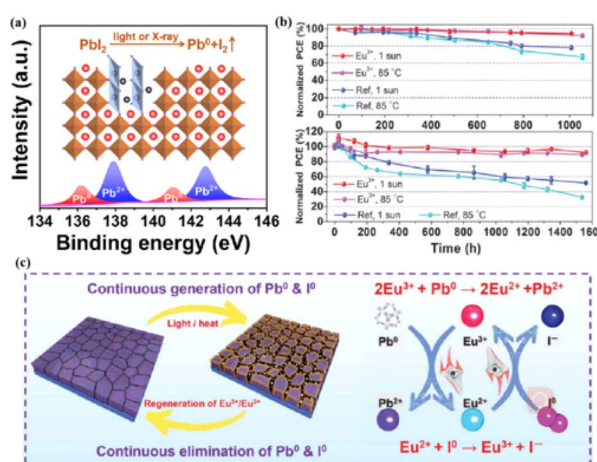 (a)
PbI₂ light or X-ray Pb⁰+I₂↑
Intensity (a.u.)
Pb⁰ Pb²⁺ Pb⁰ Pb²⁺
134 136 138 140 142 144 146
Binding energy (eV)
(b)
Normalized PCE (%)
100
80
60
40
20
0
Eu³⁺, 1 sun
Eu³⁺, 85 °C
Ref, 1 sun
Ref, 85 °C
0 200 400 600 800 1000
Normalized PCE (%)
100
80
60
40
20
0
Eu³⁺, 1 sun
Eu³⁺, 85 °C
Ref, 1 sun Ref, 85 °C
0 200 400 600 800 1000 1200 1400 1600
Time (h)
(c)
Continuous generation of Pb⁰ & I⁰
Light / heat
Regeneration of Eu³⁺/Eu²⁺
Continuous elimination of Pb⁰ & I⁰
2Eu³⁺ + Pb⁰ → 2Eu²⁺ +Pb²⁺
Pb⁰ Eu³⁺ I⁻
Pb²⁺ Eu²⁺ I⁰
Eu²⁺ + I⁰ → Eu³⁺ + I⁻